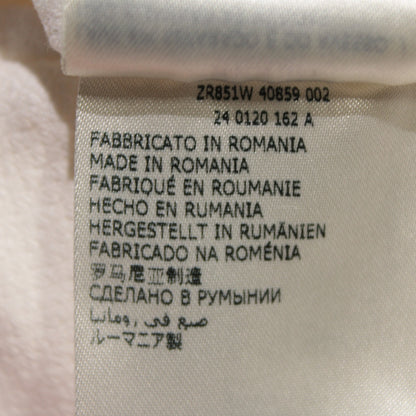 ZR851W 40859 002
24 0120 162 A
FABBRICATO IN ROMANIA
MADE IN ROMANIA
FABRIQUÉ EN ROUMANIE
HECHO EN RUMANIA
HERGESTELLT IN RUMÄNIEN
FABRICADO NA ROMÉNIA
罗马尼亚制造
СДЕЛАНО В РУМЫНИИ
صنع في رومانيا
ルーマニア製